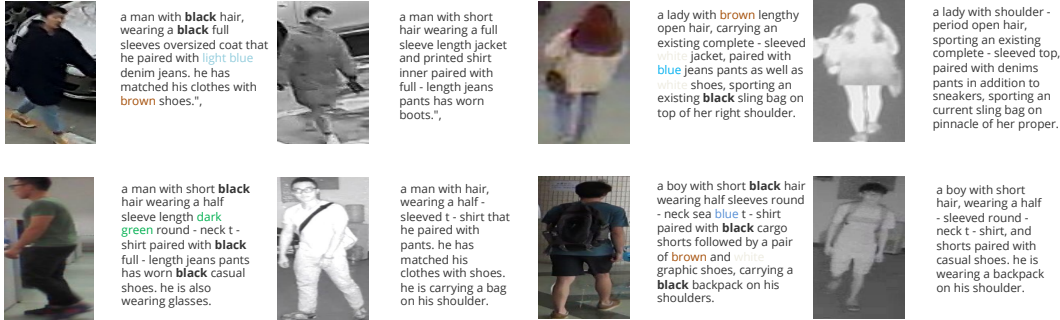 a man with black hair,
wearing a black full
sleeves oversized coat that
he paired with light blue
denim jeans. he has
matched his clothes with
brown shoes.",
a man with short
hair wearing a full
sleeve length jacket
and printed shirt
inner paired with
full - length jeans
pants has worn
boots.",
a lady with brown lengthy
open hair, carrying an
existing complete - sleeved
white jacket, paired with
blue jeans pants as well as
white shoes, sporting an
existing black sling bag on
top of her right shoulder.
a lady with shoulder -
period open hair,
sporting an existing
complete - sleeved top,
paired with denims
pants in addition to
sneakers, sporting an
current sling bag on
pinnacle of her proper.
a man with short black
hair wearing a half -
sleeve length dark
green round - neck t -
shirt paired with black
full - length jeans pants
has worn black casual
shoes. he is also
wearing glasses.
a man with hair,
wearing a half -
sleeved t - shirt that
he paired with
pants. he has
matched his
clothes with shoes.
he is carrying a bag
on his shoulder.
a boy with short black hair
wearing half sleeves round
- neck sea blue t - shirt
paired with black cargo
shorts followed by a pair
of brown and white
graphic shoes, carrying a
black backpack on his
shoulders.
a boy with short
hair, wearing a half
- sleeved round -
neck t - shirt, and
shorts paired with
casual shoes. he is
wearing a backpack
on his shoulder.